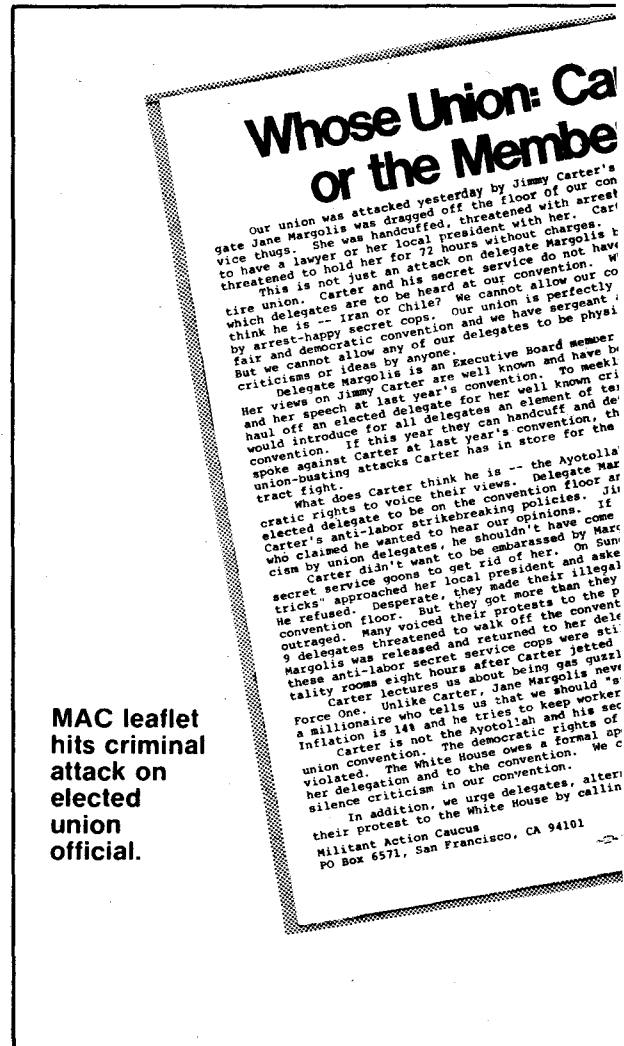 Whose Union: Ca
or the Membe
Our union was attacked yesterday by Jimmy Carter's
gate Jane Margolis was dragged off the floor of our con
vice thugs. She was handcuffed, threatened with arrest
to have a lawyer or her local president with her. Cart
threatened to hold her for 72 hours without charges.
This is not just an attack on delegate Margolis b
tire union. Carter and his secret service do not have
which delegates are to be heard at our convention. W
think he is -- Iran or Chile? We cannot allow our co
by arrest-happy secret cops. Our union is perfectly
fair and democratic convention and we have sergeant a
But we cannot allow any of our delegates to be physi
criticisms or ideas by anyone.
Delegate Margolis is an Executive Board member
Her views on Jimmy Carter are well known and have be
and her speech at last year's convention. To meekl
haul off an elected delegate for her well known cri
would introduce for all delegates an element of ter
convention. If this year they can handcuff and de
spoke against Carter at last year's convention, th
union-busting attacks Carter has in store for the
tract fight.
What does Carter think he is -- the Ayotolla
cratic rights to voice their views. Delegate Mar
elected delegate to be on the convention floor an
Carter's anti-labor strikebreaking policies. Jim
who claimed he wanted to hear our opinions. If
cism by union delegates, he shouldn't have come
Carter didn't want to be embarassed by Marg
secret service goons to get rid of her. On Sund
tricks" approached her local president and aske
He refused. Desperate, they made their illegal
convention floor. But they got more than they
outraged. Many voiced their protests to the p
9 delegates threatened to walk off the convent
Margolis was released and returned to her dele
these anti-labor secret service cops were sti
tality rooms eight hours after Carter jetted
Carter lectures us about being gas guzzl
Force One. Unlike Carter, Jane Margolis neve
a millionaire who tells us that we should "s
Inflation is 14% and he tries to keep worker
Carter is not the Ayotollah and his sec
union convention. The democratic rights of
violated. The White House owes a formal apo
her delegation and to the convention. We c
silence criticism in our convention.
In addition, we urge delegates, altern
their protest to the White House by callin
Militant Action Caucus
PO Box 6571, San Francisco, CA 94101
MAC leaflet
hits criminal
attack on
elected
union
official.